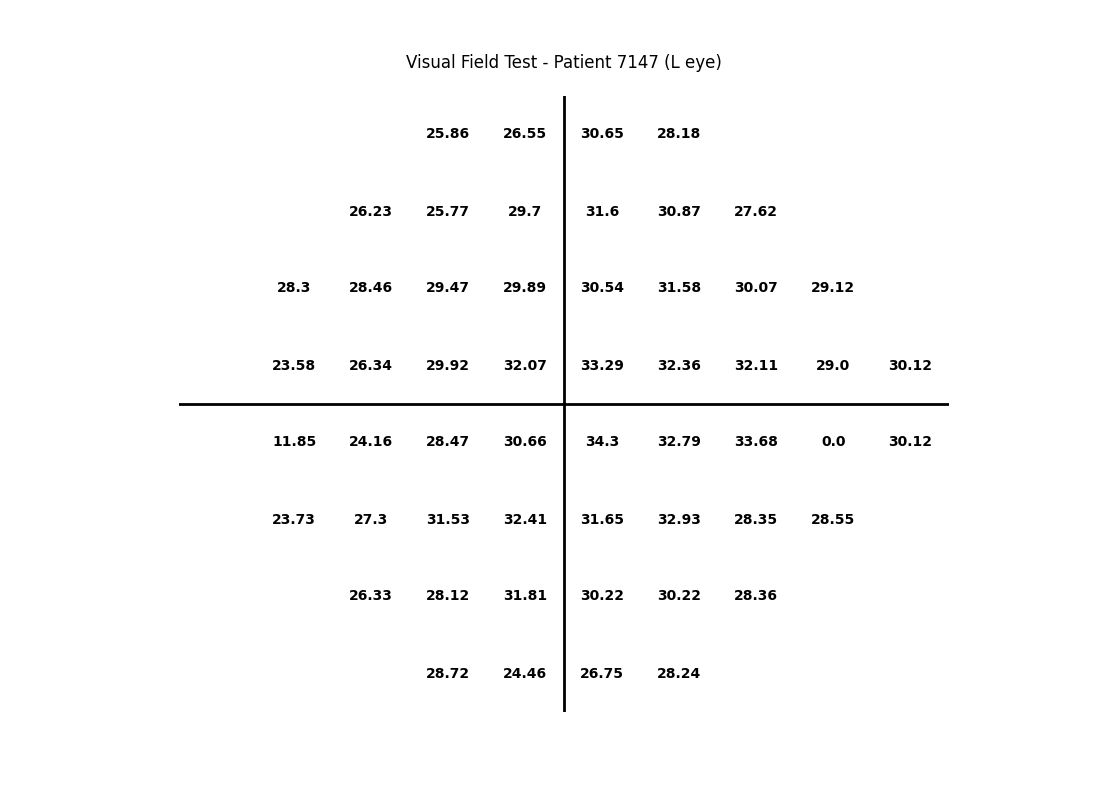 Visual Field Test - Patient 7147 (L eye)
25.86 26.55 30.65 28.18
26.23 25.77 29.7 31.6 30.87 27.62
28.3 28.46 29.47 29.89 30.54 31.58 30.07 29.12
23.58 26.34 29.92 32.07 33.29 32.36 32.11 29.0 30.12
11.85 24.16 28.47 30.66 34.3 32.79 33.68 0.0 30.12
23.73 27.3 31.53 32.41 31.65 32.93 28.35 28.55
26.33 28.12 31.81 30.22 30.22 28.36
28.72 24.46 26.75 28.24